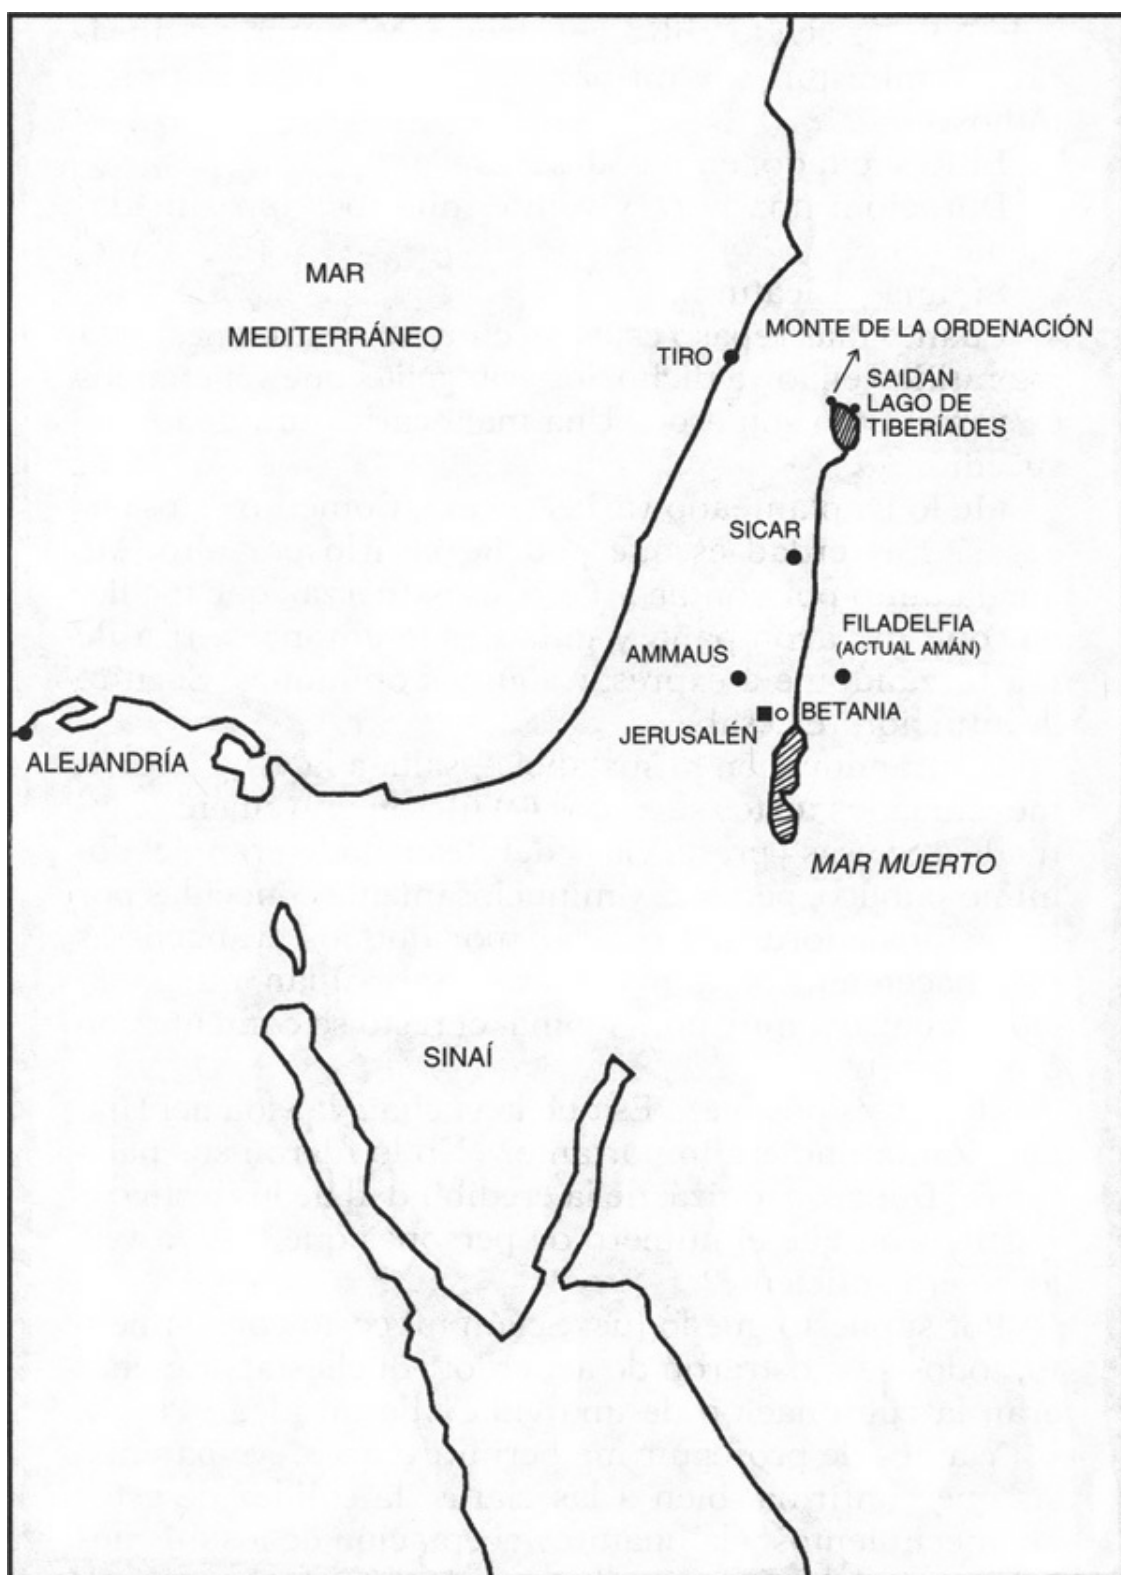 MAR
MEDITERRÁNEO
MONTE DE LA ORDENACIÓN
TIRO
SAIDAN
LAGO DE
TIBERÍADES
SICAR
FILADELFIA
(ACTUAL AMÁN)
AMMAUS
BETANIA
JERUSALÉN
ALEJANDRÍA
MAR MUERTO
SINAÍ